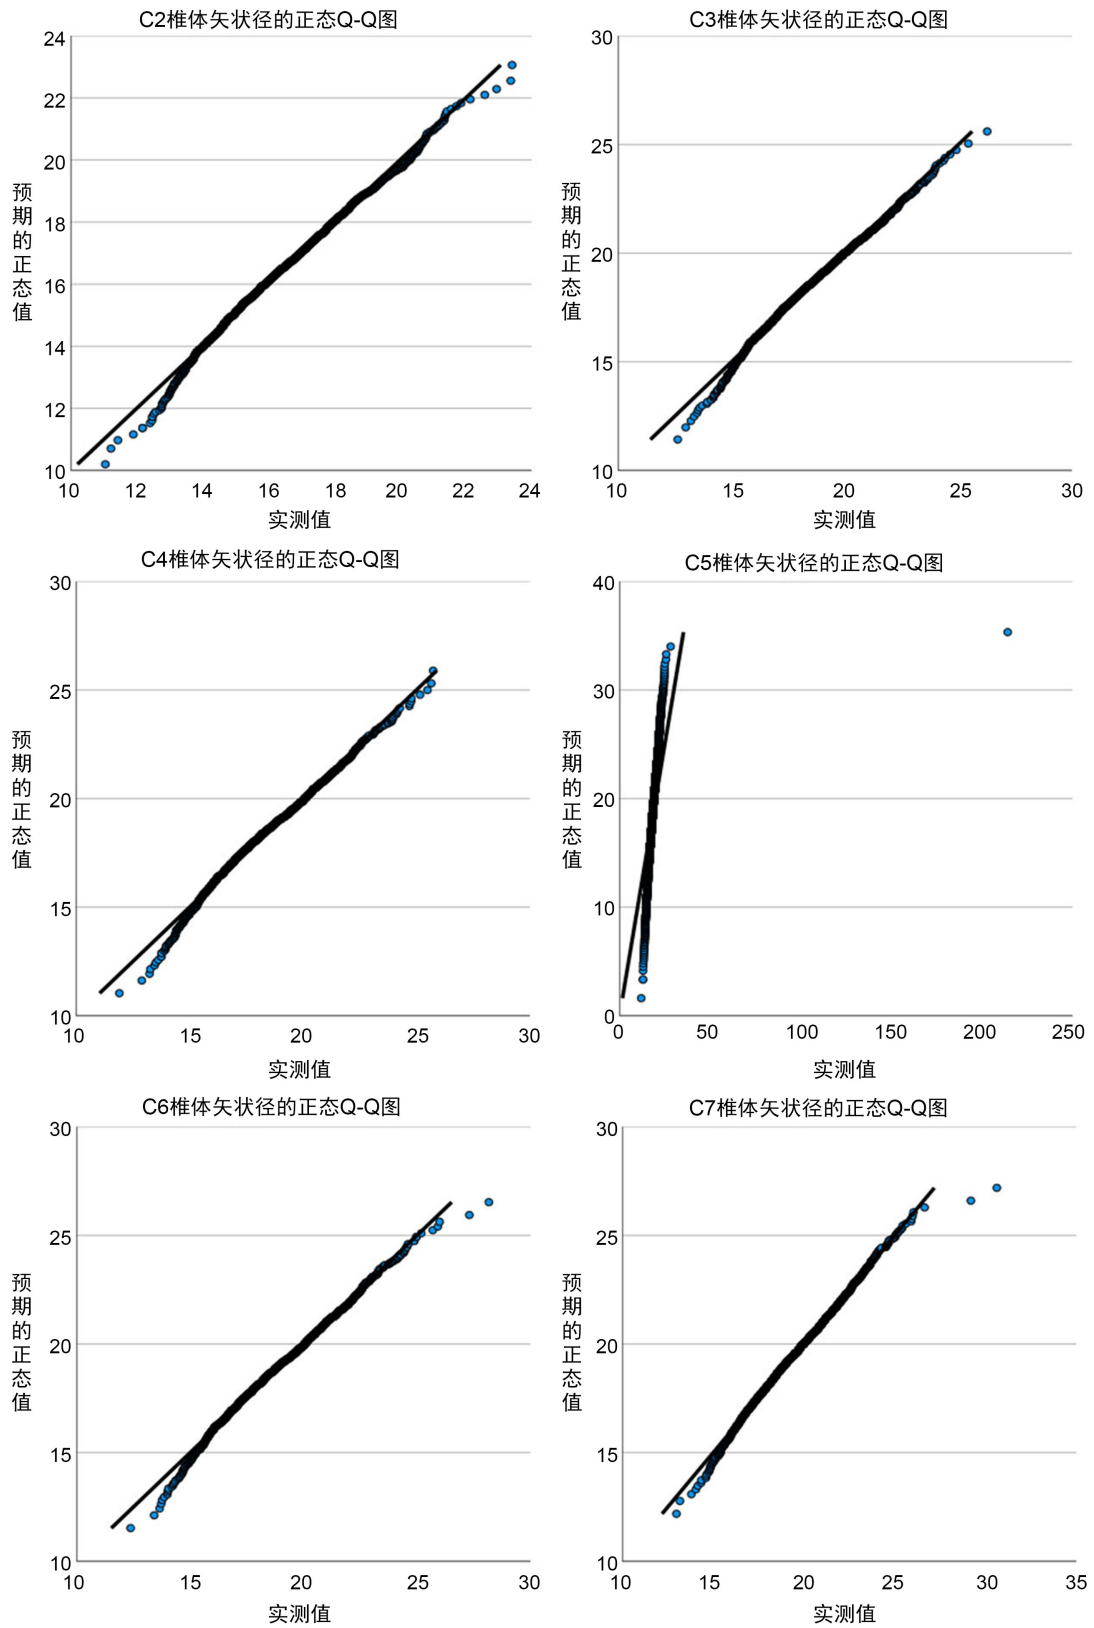 C2椎体矢状径的正态Q-Q图
24
22
20
18
16
14
12
10
预期的正态值
10 12 14 16 18 20 22 24
实测值
C3椎体矢状径的正态Q-Q图
30
25
20
15
10
预期的正态值
10 15 20 25 30
实测值
C4椎体矢状径的正态Q-Q图
30
25
20
15
10
预期的正态值
10 15 20 25 30
实测值
C5椎体矢状径的正态Q-Q图
40
30
20
10
0
预期的正态值
0 50 100 150 200 250
实测值
C6椎体矢状径的正态Q-Q图
30
25
20
15
10
预期的正态值
10 15 20 25 30
实测值
C7椎体矢状径的正态Q-Q图
30
25
20
15
10
预期的正态值
10 15 20 25 30 35
实测值